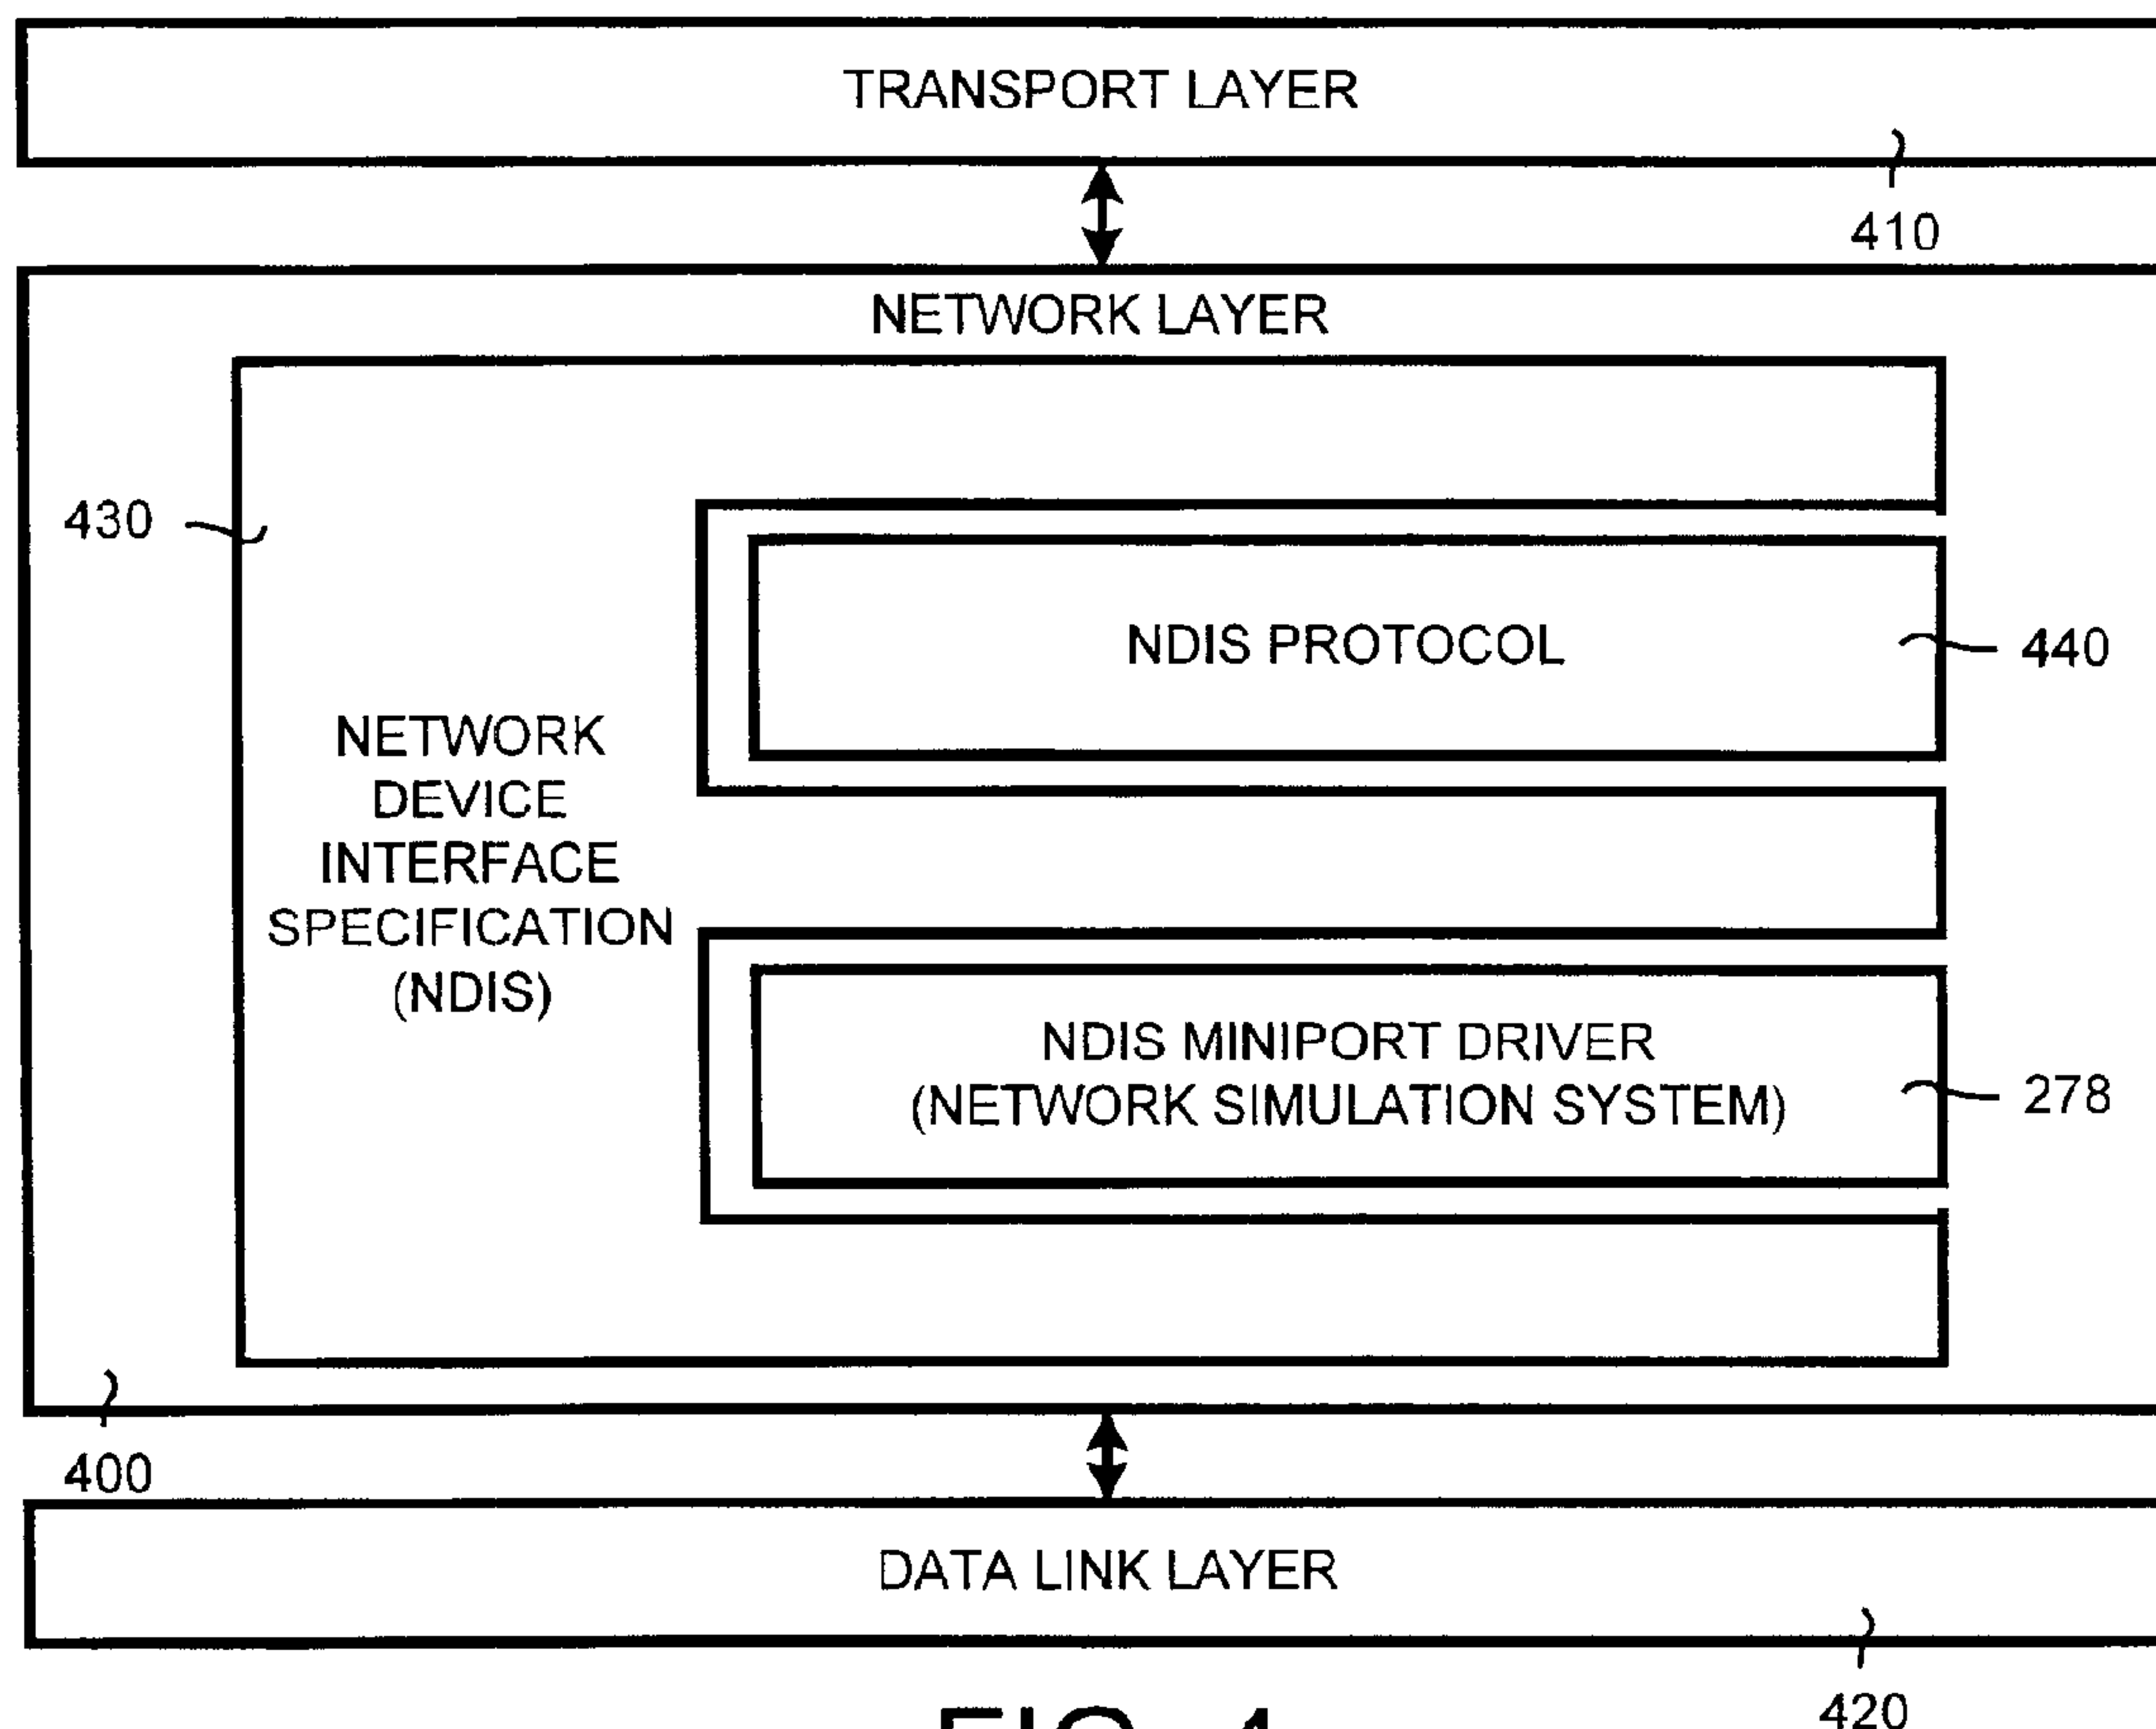 TRANSPORT LAYER
410
NETWORK LAYER
430
NDIS PROTOCOL
440
NETWORK
DEVICE
INTERFACE
SPECIFICATION
(NDIS)
NDIS MINIPORT DRIVER
(NETWORK SIMULATION SYSTEM)
278
400
DATA LINK LAYER
420
FIG.